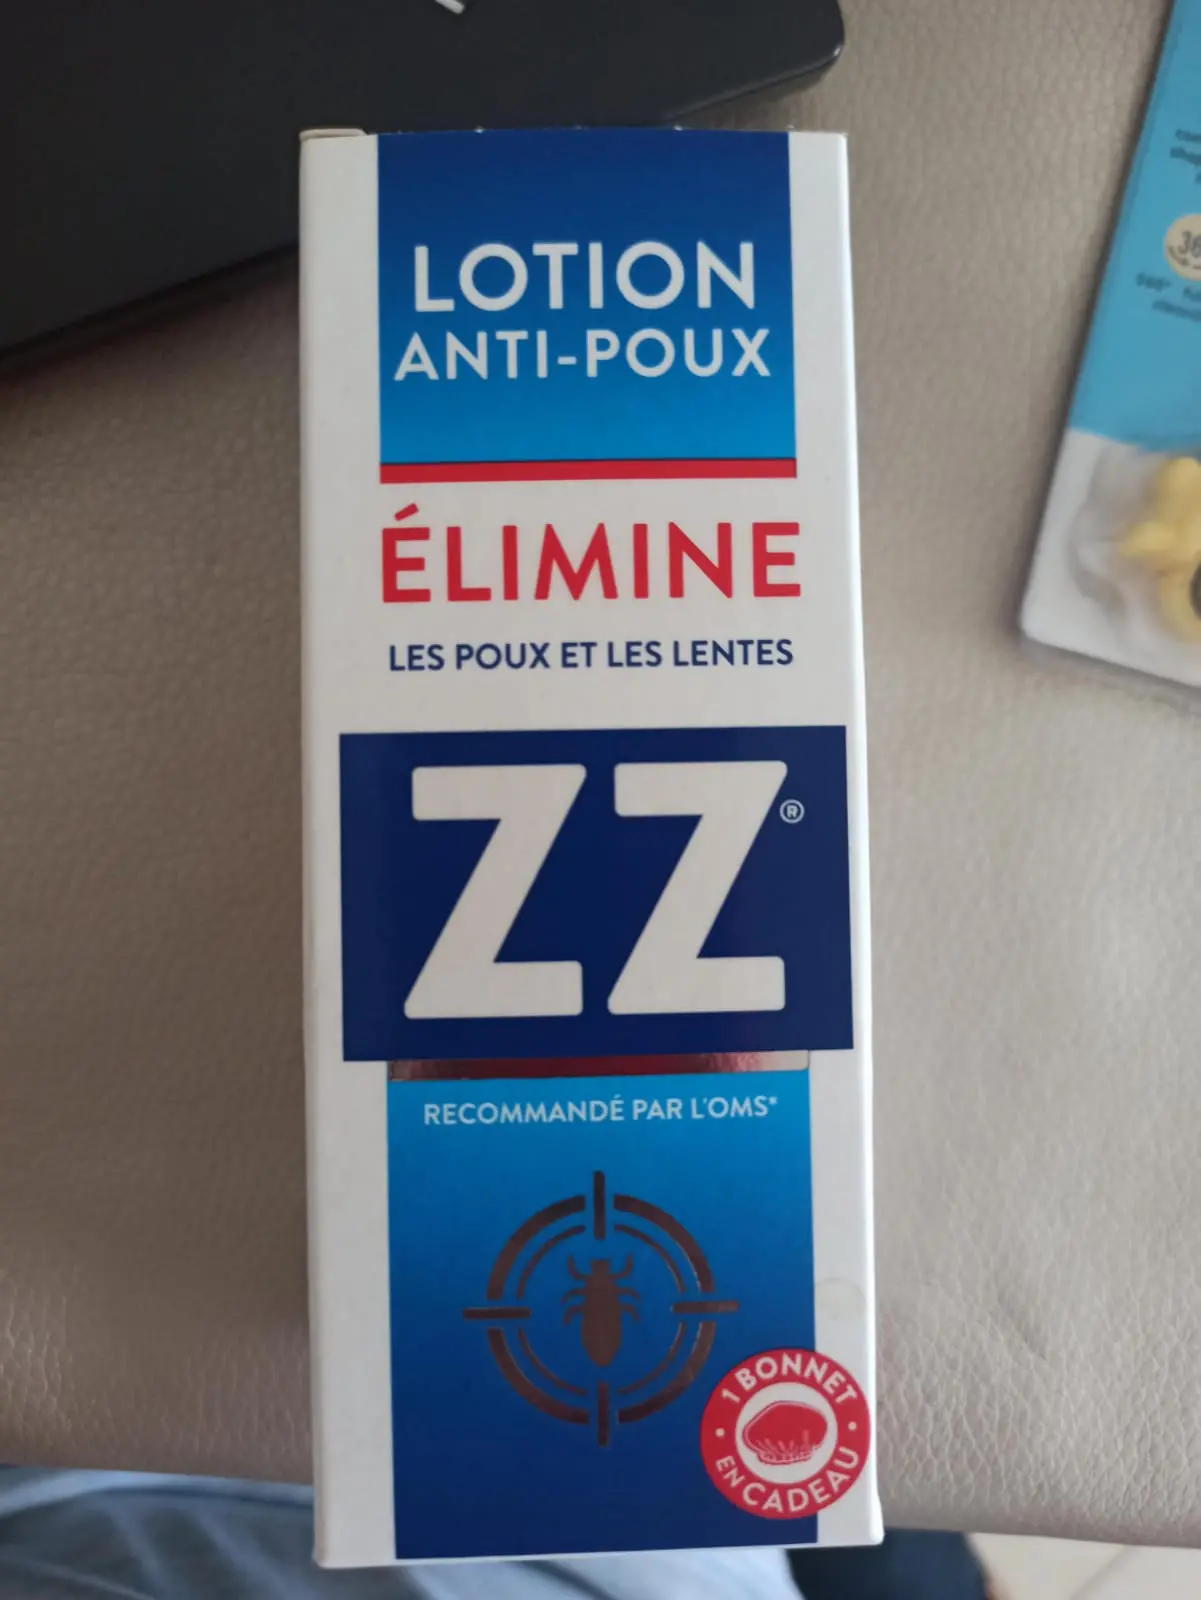 LOTION
ANTI-POUX
ÉLIMINE
LES POUX ET LES LENTES
ZZ®
RECOMMANDÉ PAR L'OMS*
1 BONNET
EN CADEAU